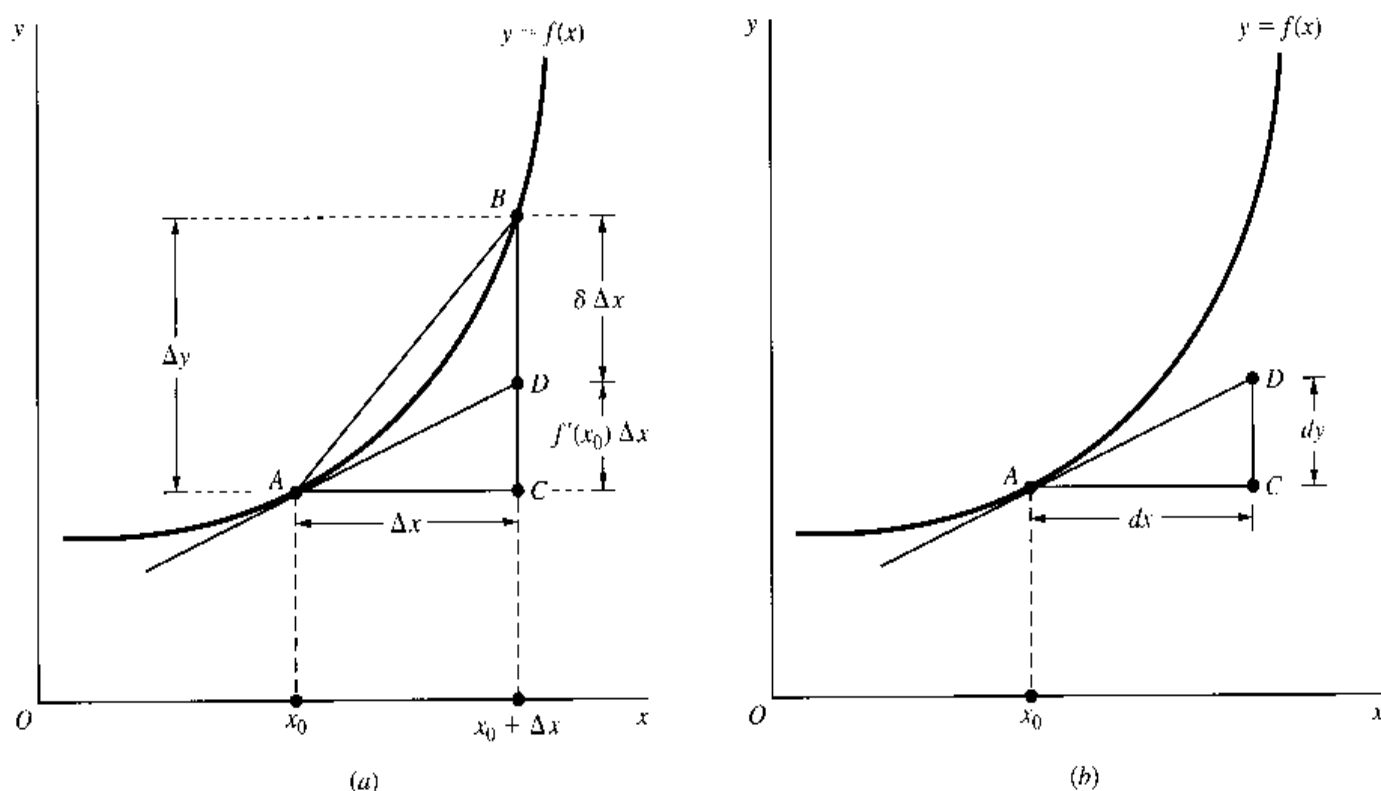 y
y = f(x)
B
δ Δx
Δy
D
f'(x₀) Δx
A
C
Δx
O
x₀
x₀ + Δx
x
(a)
y
y = f(x)
D
dy
A
C
dx
O
x₀
x
(b)